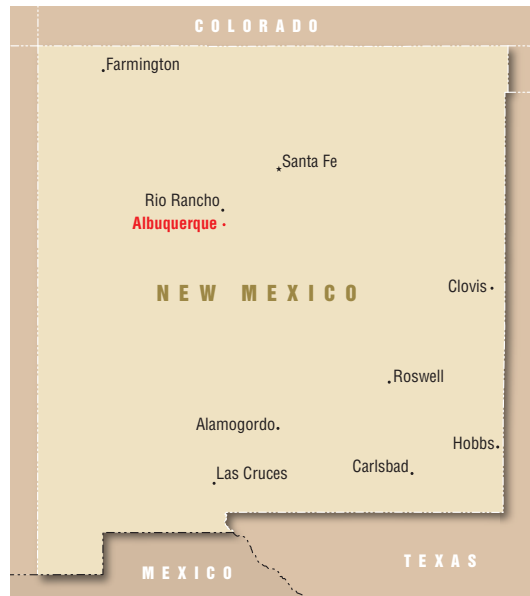 COLORADO
Farmington
Santa Fe
Rio Rancho
Albuquerque
NEW MEXICO
Clovis
Roswell
Alamogordo
Hobbs
Carlsbad
Las Cruces
TEXAS
MEXICO